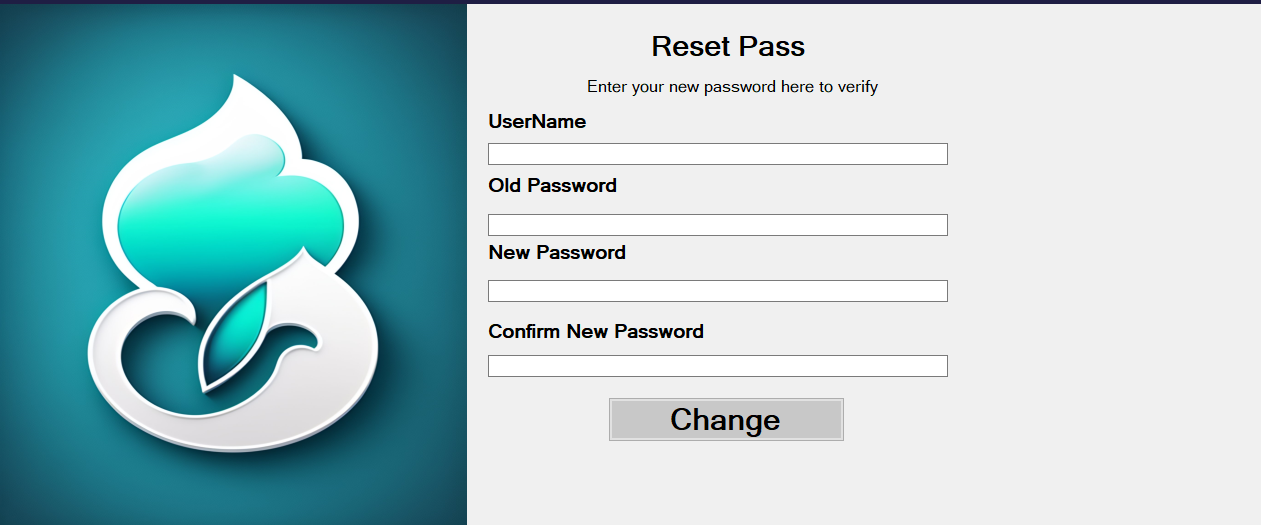 Reset Pass
Enter your new password here to verify
UserName
Old Password
New Password
Confirm New Password
Change